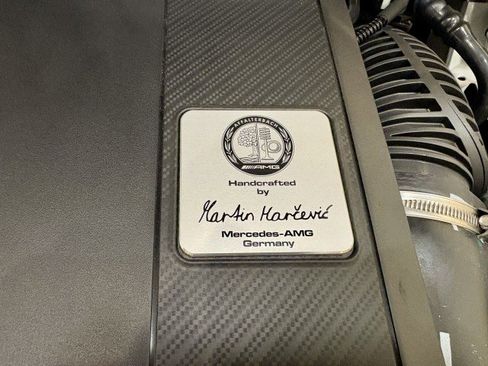 AFFALTERBACH
AMG
Handcrafted
by
Martin Marčević
Mercedes-AMG
Germany